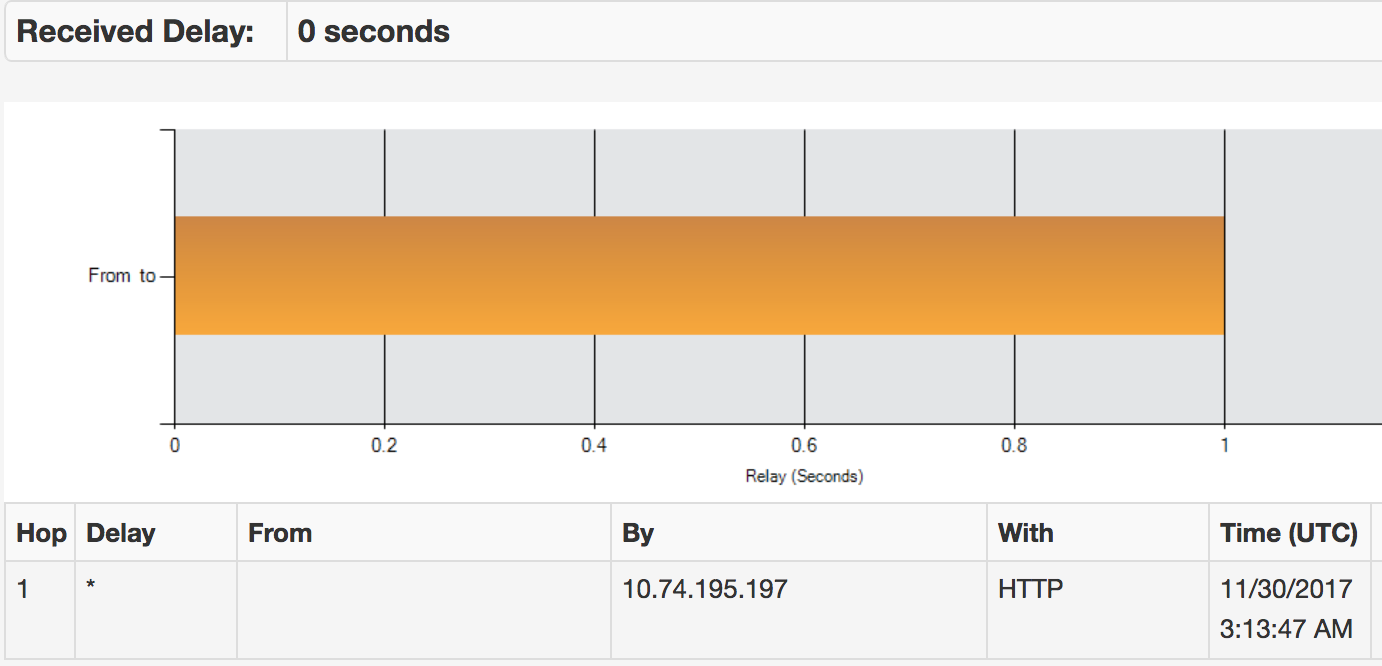 Received Delay: 0 seconds
From to
0 0.2 0.4 0.6 0.8 1
Relay (Seconds)
Hop Delay From By With Time (UTC)
1 * 10.74.195.197 HTTP 11/30/2017
3:13:47 AM